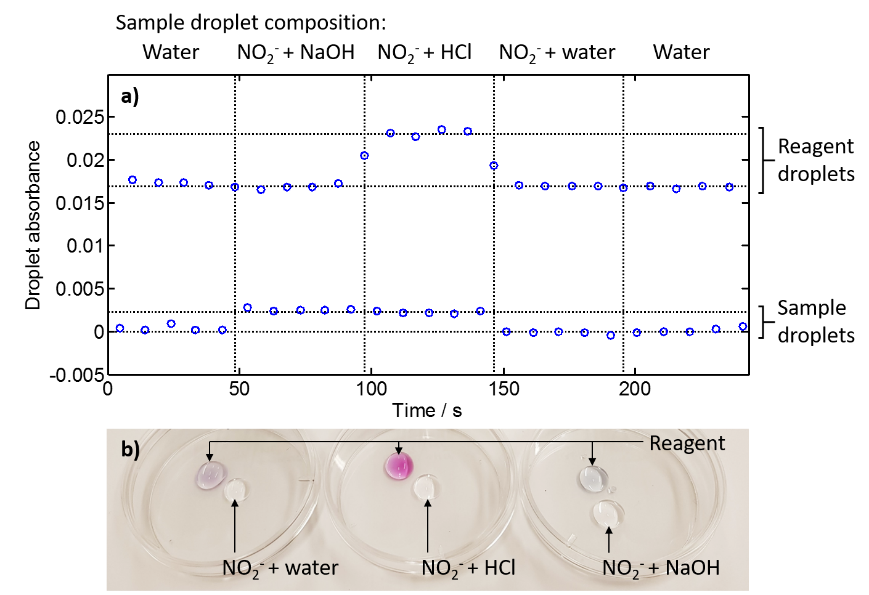 Sample droplet composition:
Water NO₂⁻ + NaOH NO₂⁻ + HCl NO₂⁻ + water Water
a)
0.025
0.02
0.015
0.01
0.005
0
-0.005
Droplet absorbance
Reagent
droplets
Sample
droplets
0 50 100 150 200
Time / s
b)
Reagent
NO₂⁻ + water NO₂⁻ + HCl NO₂⁻ + NaOH